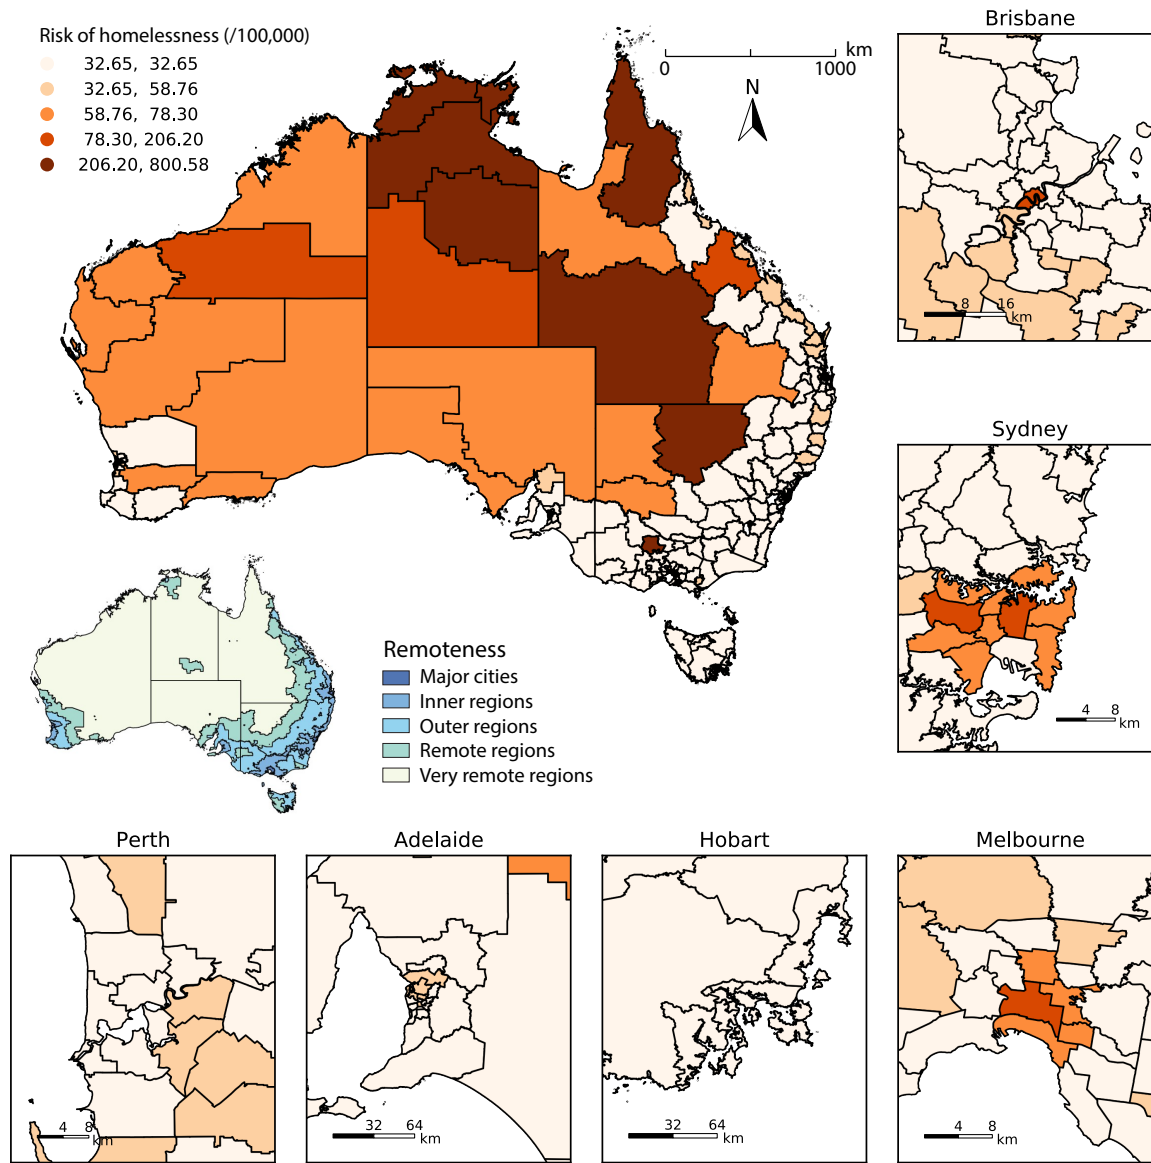 Brisbane
Risk of homelessness (/100,000)
32.65, 32.65
32.65, 58.76
58.76, 78.30
78.30, 206.20
206.20, 800.58
km
0 1000
N
8 16
km
Sydney
4 8
km
Remoteness
Major cities
Inner regions
Outer regions
Remote regions
Very remote regions
Perth
Adelaide
Hobart
Melbourne
4 8
km
32 64
km
32 64
km
4 8
km